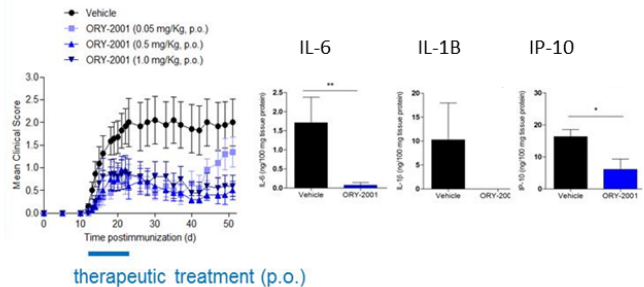 Vehicle
ORY-2001 (0.05 mg/Kg, p.o.)
ORY-2001 (0.5 mg/Kg, p.o.)
ORY-2001 (1.0 mg/Kg, p.o.)
IL-6
IL-1B
IP-10
Mean Clinical Score
3.0
2.5
2.0
1.5
1.0
0.5
0.0
0
10
20
30
40
50
Time postimmunization (d)
therapeutic treatment (p.o.)
IL-6 (ng/100 mg tissue protein)
2.5
2.0
1.5
1.0
0.5
0.0
**
Vehicle
ORY-2001
IL-1β (ng/100 mg tissue protein)
20
15
10
5
0
Vehicle
ORY-200
IP-10 (ng/100 mg tissue protein)
30
20
10
0
*
Vehicle
ORY-2001